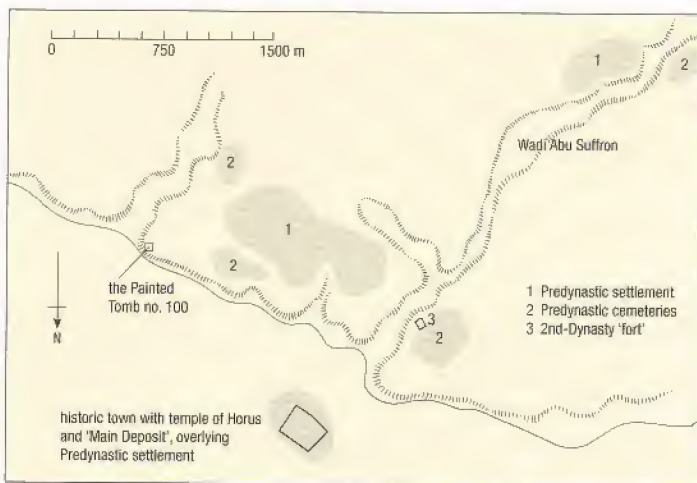 0 750 1500 m
1
2
Wadi Abu Suffron
2
1
2
the Painted
Tomb no. 100
N
3
2
1 Predynastic settlement
2 Predynastic cemeteries
3 2nd-Dynasty 'fort'
historic town with temple of Horus
and 'Main Deposit', overlying
Predynastic settlement